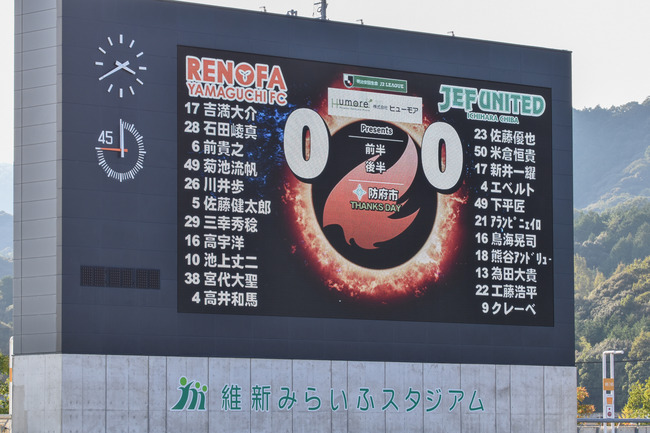 RENOFA
YAMAGUCHI FC
17 吉満大介
28 石田崚真
6 前貴之
49 菊池流帆
26 川井歩
5 佐藤健太郎
29 三幸秀稔
16 高宇洋
10 池上丈二
38 宮代大聖
4 高井和馬
明治安田生命 J2 LEAGUE
Humore
株式会社 ヒューモア
Presents
0 0
前半
後半
防府市
THANKS DAY
JEF UNITED
ICHIHARA CHIBA
23 佐藤優也
50 米倉恒貴
17 新井一耀
4 エベルト
49 下平匠
21 アランピニェイロ
16 鳥海晃司
18 熊谷アンドリュー
13 為田大貴
22 工藤浩平
9 クレーベ
45
維新みらいふスタジアム